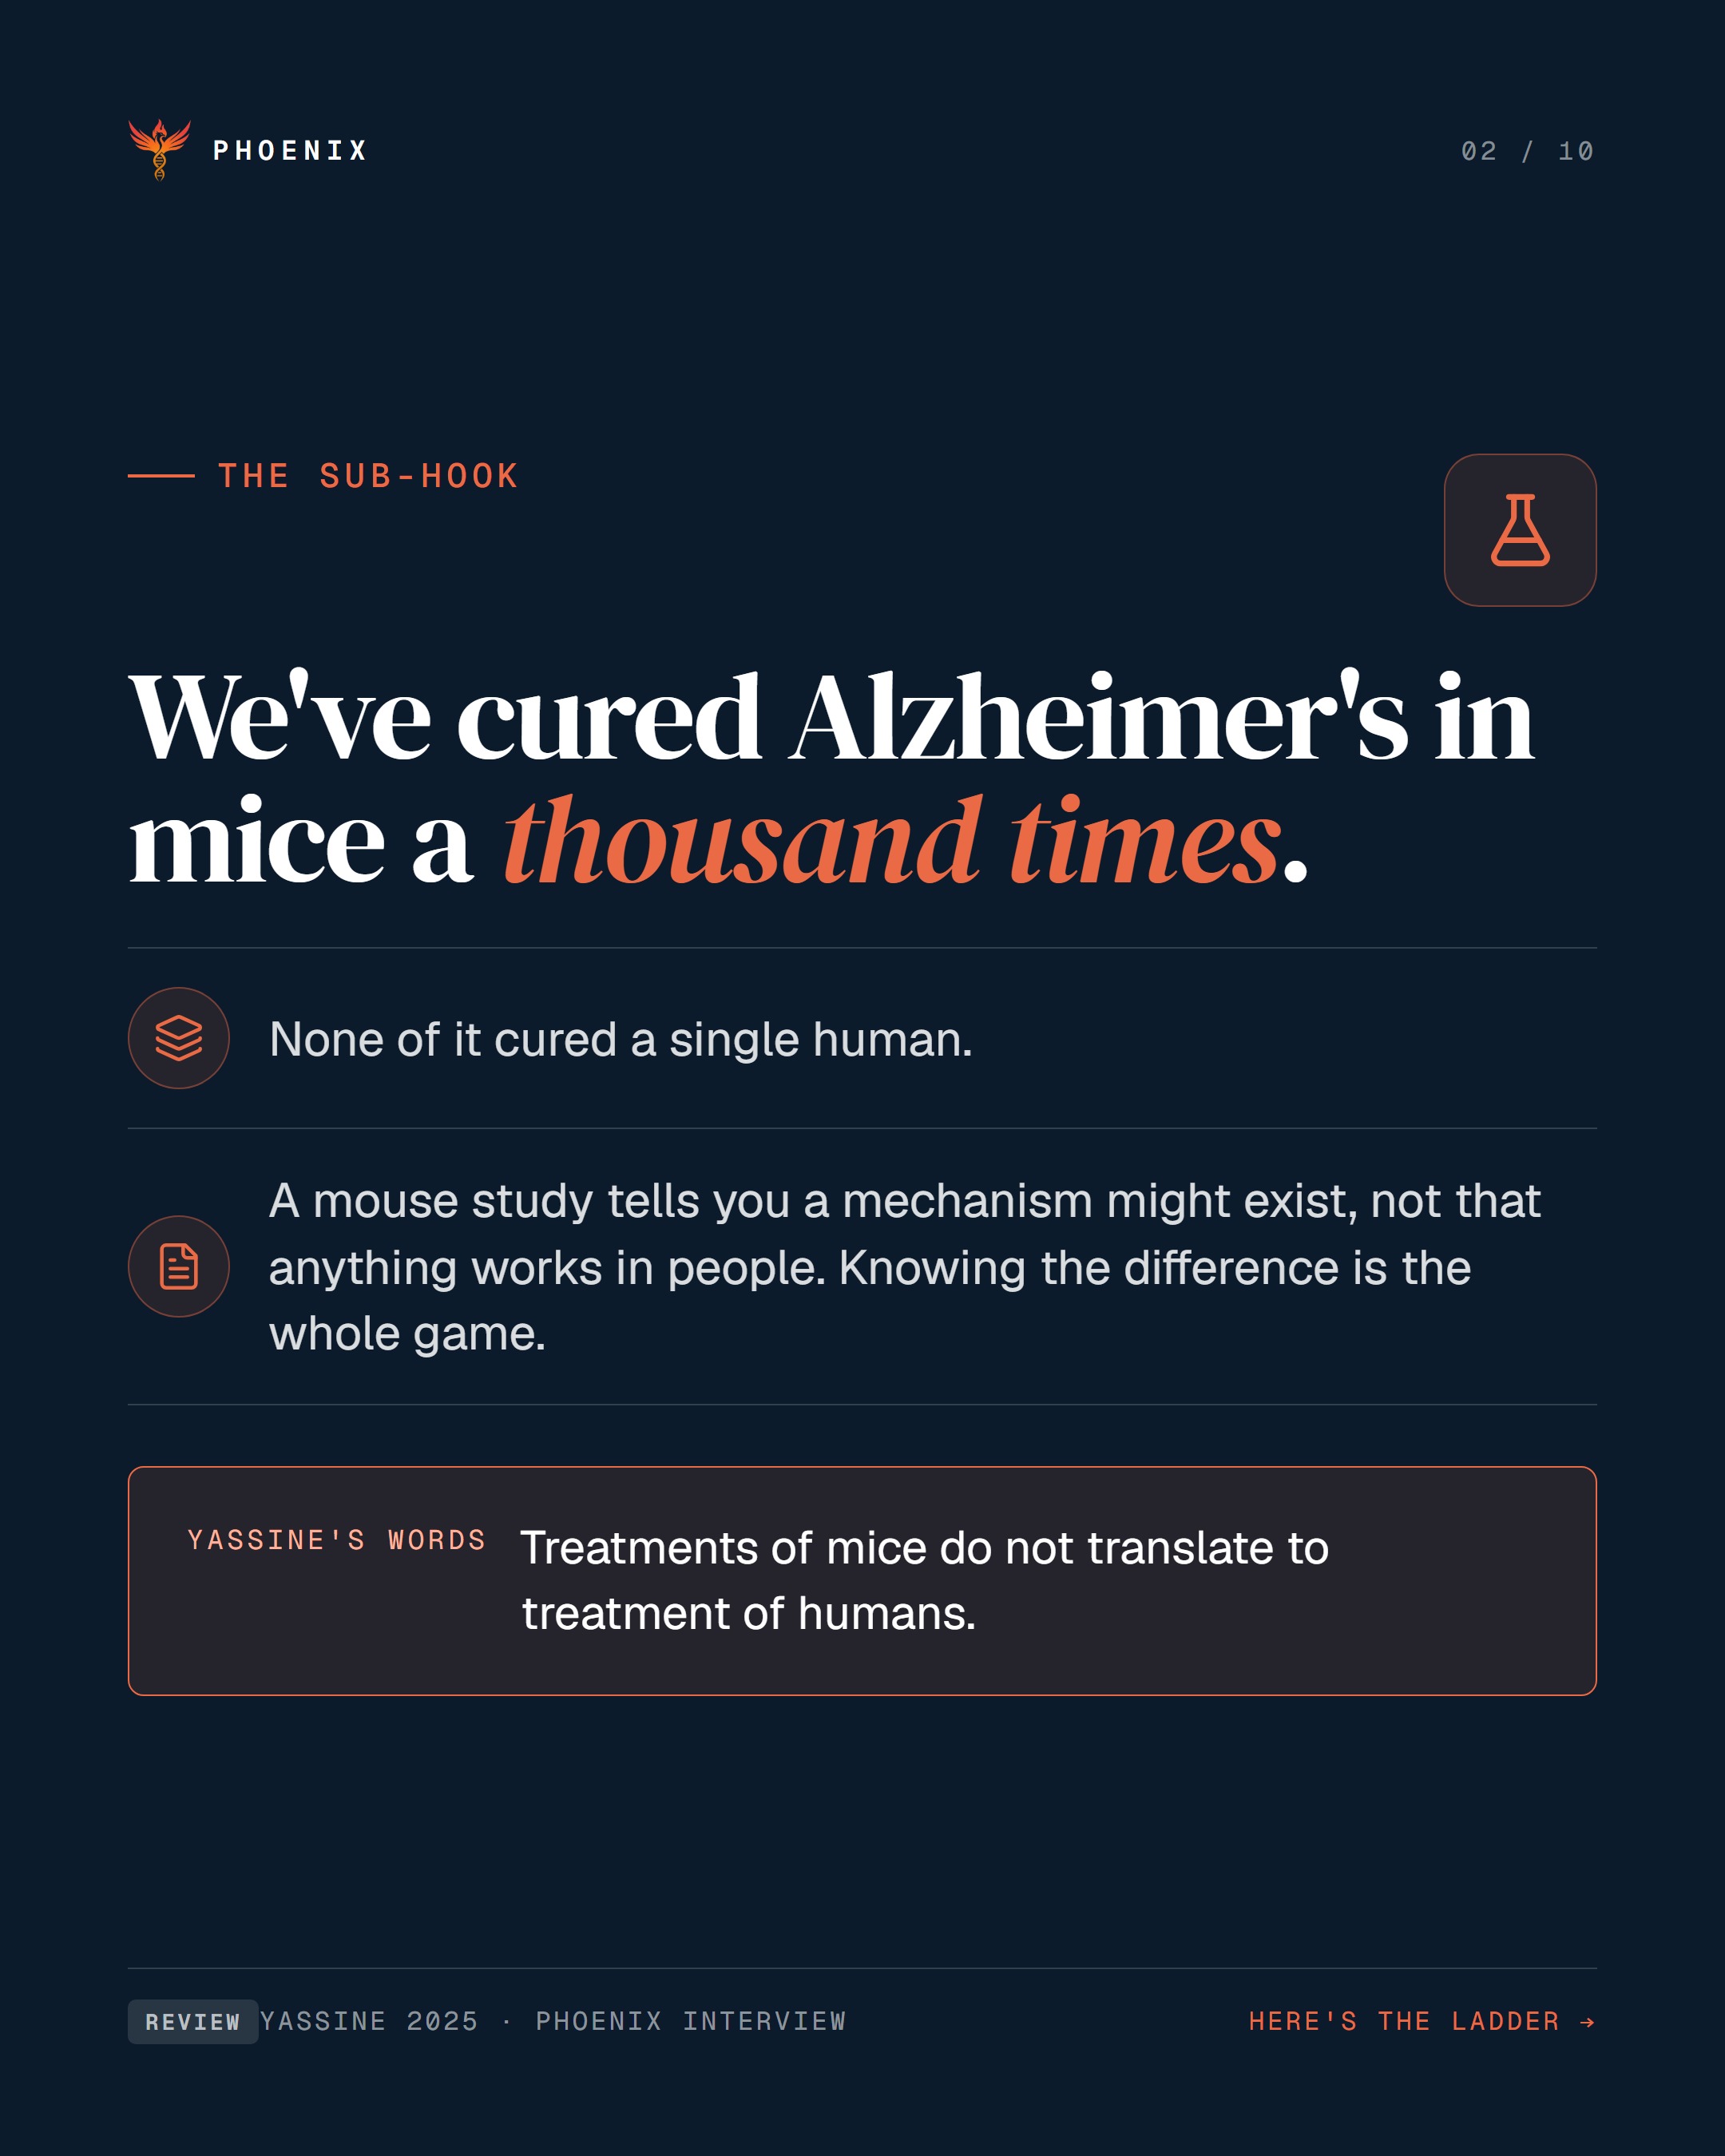 PHOENIX
02 / 10
THE SUB-HOOK
We've cured Alzheimer's in
mice a thousand times.
None of it cured a single human.
A mouse study tells you a mechanism might exist, not that
anything works in people. Knowing the difference is the
whole game.
YASSINE'S WORDS
Treatments of mice do not translate to
treatment of humans.
REVIEW
YASSINE 2025 · PHOENIX INTERVIEW
HERE'S THE LADDER →